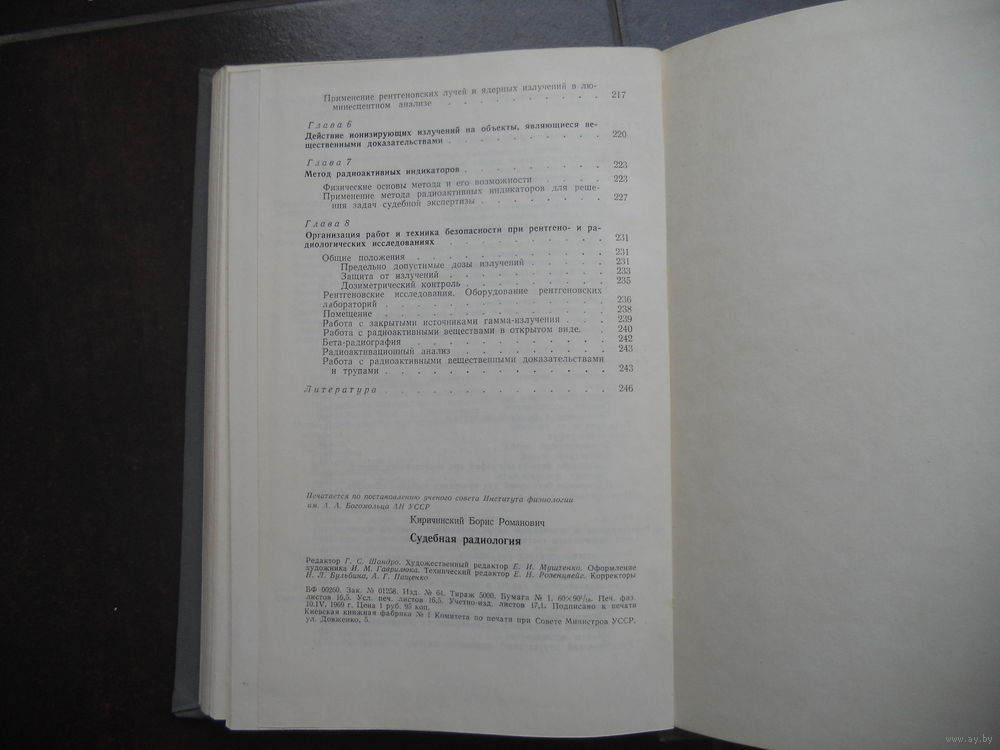 Применение рентгеновских лучей и ядерных излучений в лю-
минесцентном анализе . . . . . . . . . 217
Глава 6
Действие ионизирующих излучений на объекты, являющиеся ве-
щественными доказательствами . . . . . . . . . 220
Глава 7
Метод радиоактивных индикаторов . . . . . . . . 223
Физические основы метода и его возможности . . . . 223
Применение метода радиоактивных индикаторов для реше-
ния задач судебной экспертизы . . . . . . . 227
Глава 8
Организация работ и техника безопасности при рентгено- и ра-
диологических исследованиях . . . . . . . . . 231
Общие положения . . . . . . . . . . . 231
Предельно допустимые дозы излучений . . . . 231
Защита от излучений . . . . . . . . . 233
Дозиметрический контроль . . . . . . . . 235
Рентгеновские исследования. Оборудование рентгеновских
лабораторий . . . . . . . . . . . . 236
Помещение . . . . . . . . . . . . 238
Работа с закрытыми источниками гамма-излучения . . . 239
Работа с радиоактивными веществами в открытом виде. . 240
Бета-радиография . . . . . . . . . . . 242
Радиоактивационный анализ . . . . . . . . 243
Работа с радиоактивными вещественными доказательствами
и трупами . . . . . . . . . . . . 243
Литература . . . . . . . . . . . . 246
Печатается по постановлению ученого совета Института физиологии
им. А. А. Богомольца АН УССР
Киричинский Борис Романович
Судебная радиология
Редактор Г. С. Шандро. Художественный редактор Е. И. Муштенко. Оформление
художника И. М. Гаврилюка. Технический редактор Е. Н. Розенцвейг. Корректоры
Н. Л. Бульбина, А. Г. Пащенко
БФ 00260. Зак. № 01258. Изд. № 64. Тираж 5000. Бумага № 1, 60×90¹/₁₆. Печ. физ.
листов 16,5. Усл. печ. листов 16,5. Учетно-изд. листов 17,1. Подписано к печати
10.IV. 1969 г. Цена 1 руб. 95 коп.
Киевская книжная фабрика № 1 Комитета по печати при Совете Министров УССР.
ул. Довженко, 5.
www.ay.by